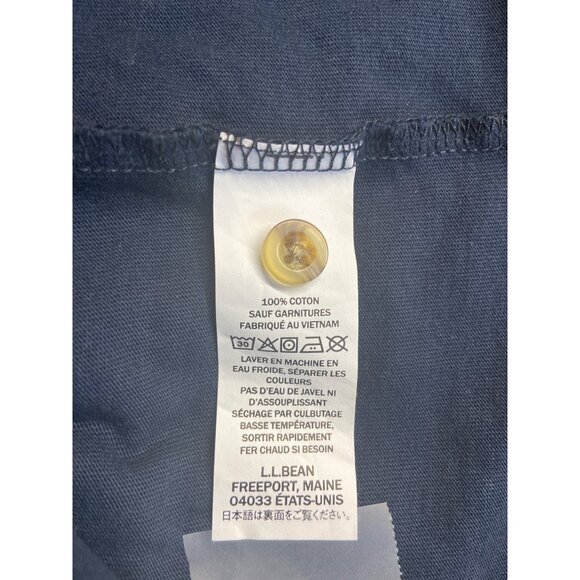 100% COTON
SAUF GARNITURES
FABRIQUÉ AU VIETNAM
30
LAVER EN MACHINE EN
EAU FROIDE, SÉPARER LES
COULEURS
PAS D'EAU DE JAVEL NI
D'ASSOUPLISSANT
SÉCHAGE PAR CULBUTAGE
BASSE TEMPÉRATURE,
SORTIR RAPIDEMENT
FER CHAUD SI BESOIN
L.L.BEAN
FREEPORT, MAINE
04033 ÉTATS-UNIS
日本語は裏面をご覧ください。